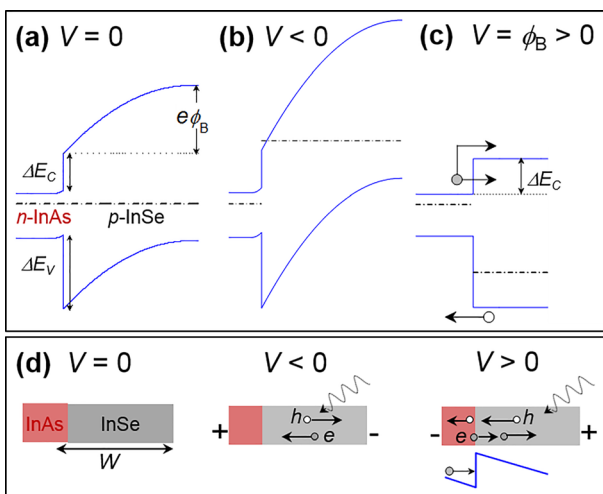 (a) V = 0
(b) V < 0
(c) V = ϕB > 0
eϕB
ΔEC
n-InAs
p-InSe
ΔEV
ΔEC
(d) V = 0
V < 0
V > 0
InAs
InSe
W
+
h
e
-
-
e
h
+